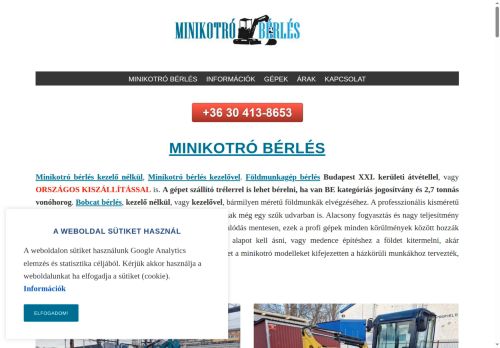 MINIKOTRÓ BÉRLÉS
MINIKOTRÓ BÉRLÉS INFORMÁCIÓK GÉPEK ÁRAK KAPCSOLAT
+36 30 413-8653
MINIKOTRÓ BÉRLÉS
Minikotró bérlés kezelő nélkül, Minikotró bérlés kezelővel. Földmunkagép bérlés Budapest XXI. kerületi átvétellel, vagy
ORSZÁGOS KISZÁLLÍTÁSSAL is. A gépet szállító trélerrel is lehet bérelni, ha van BE kategóriás jogosítvány és 2,7 tonnás
vonóhorog. Bobcat bérlés, kezelő nélkül, vagy kezelővel, bármilyen méretű földmunkák elvégzéséhez. A professzionális kisméretű
még egy szűk udvarban is. Alacsony fogyasztás és nagy teljesítmény
mentesen, ezek a profi gépek minden körülmények között hozzák
alapot kell ásni, vagy medence építéshez a földet kitermelni, akár
a minikotró modelleket kifejezetten a házkörüli munkákhoz tervezték,
A WEBOLDAL SÜTIKET HASZNÁL
A weboldalon sütiket használunk Google Analytics
elemzés és statisztika céljából. Kérjük akkor használja a
weboldalunkat ha elfogadja a sütiket (cookie).
Információk
ELFOGADOM!